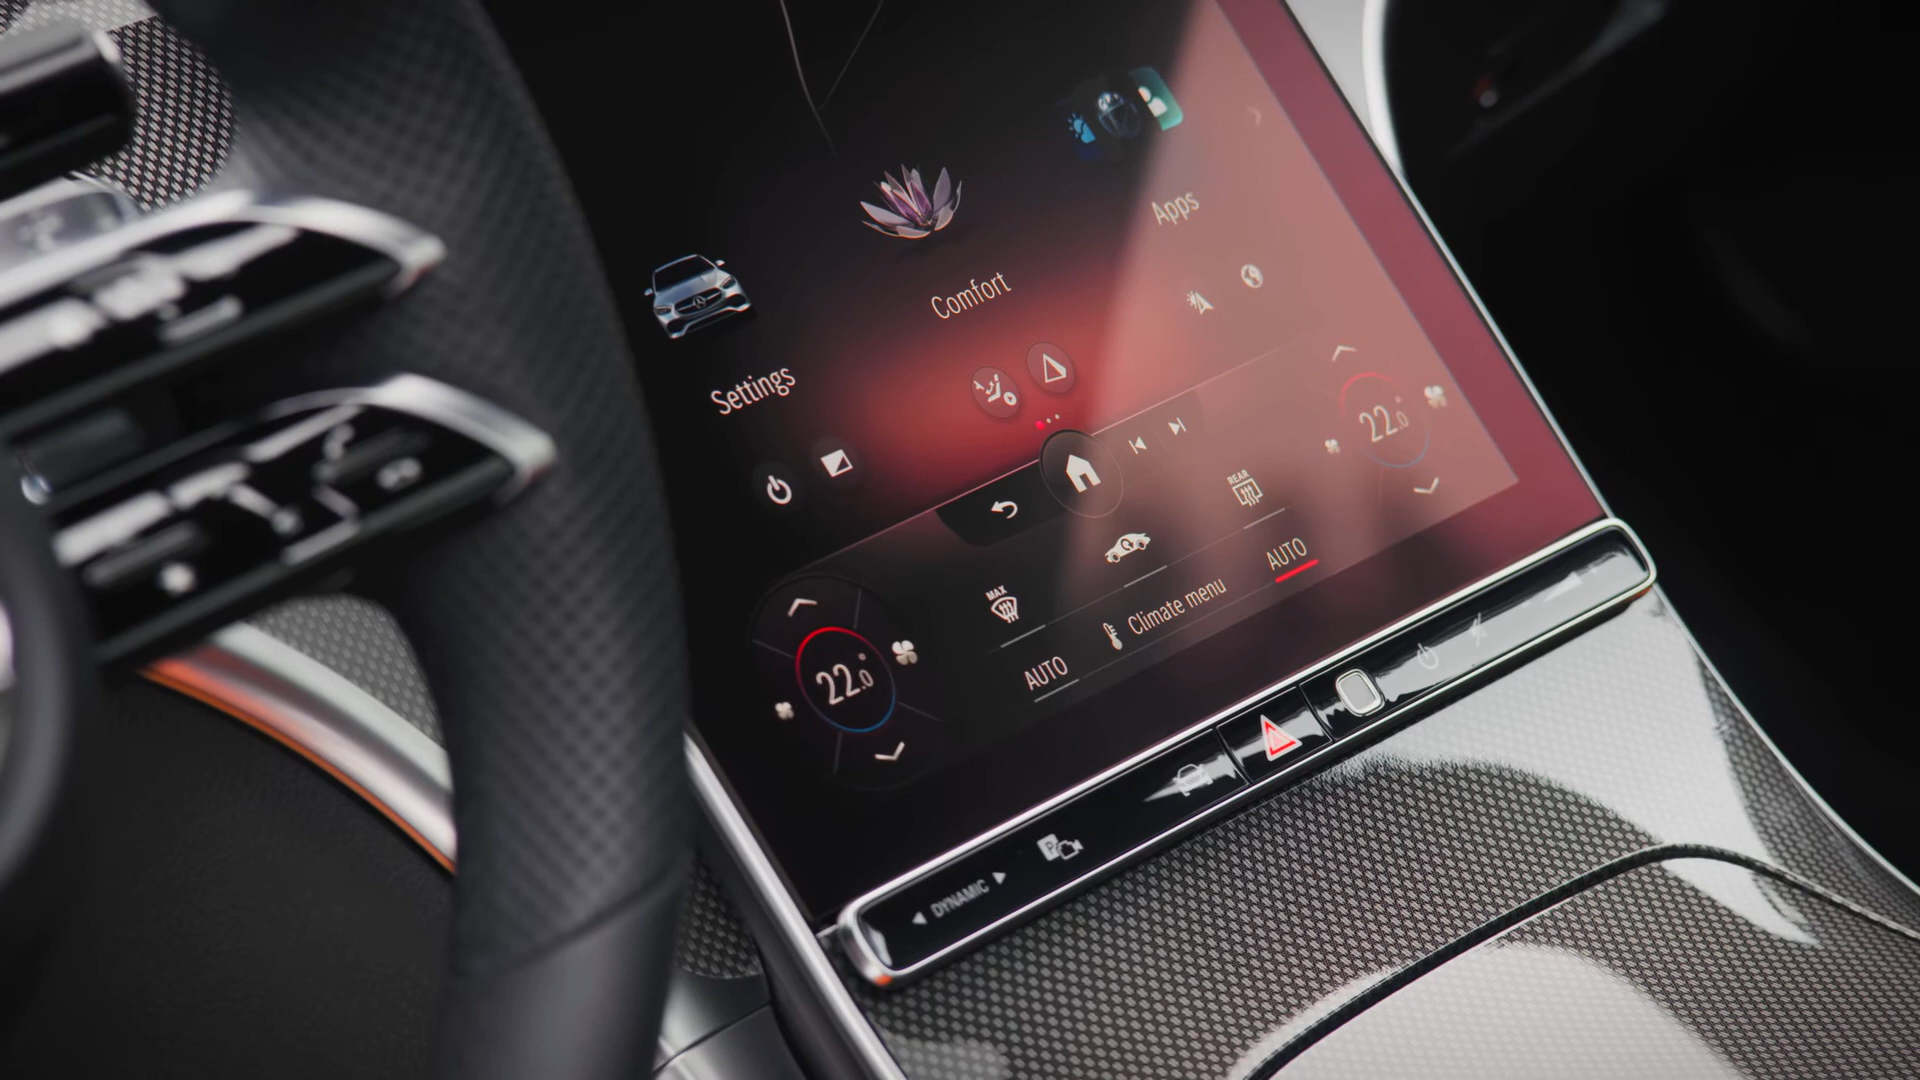 Apps
Comfort
Settings
22.0°
REAR
MAX
AUTO
Climate menu
AUTO
22.0°
P
DYNAMIC